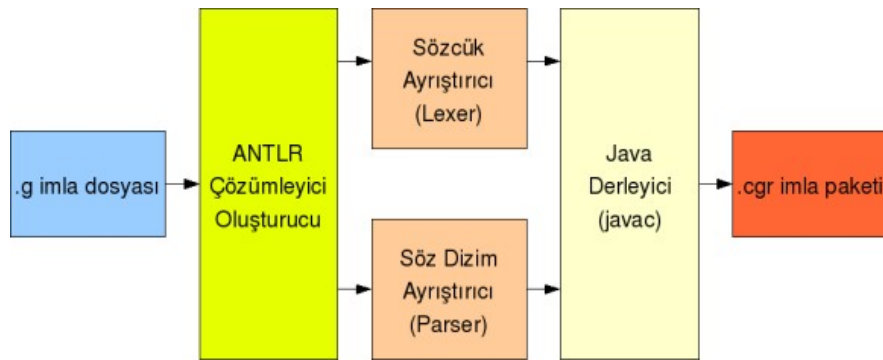 .g imla dosyası
ANTLR
Çözümleyici
Oluşturucu
Sözcük
Ayrıştırıcı
(Lexer)
Söz Dizim
Ayrıştırıcı
(Parser)
Java
Derleyici
(javac)
.cgr imla paketi